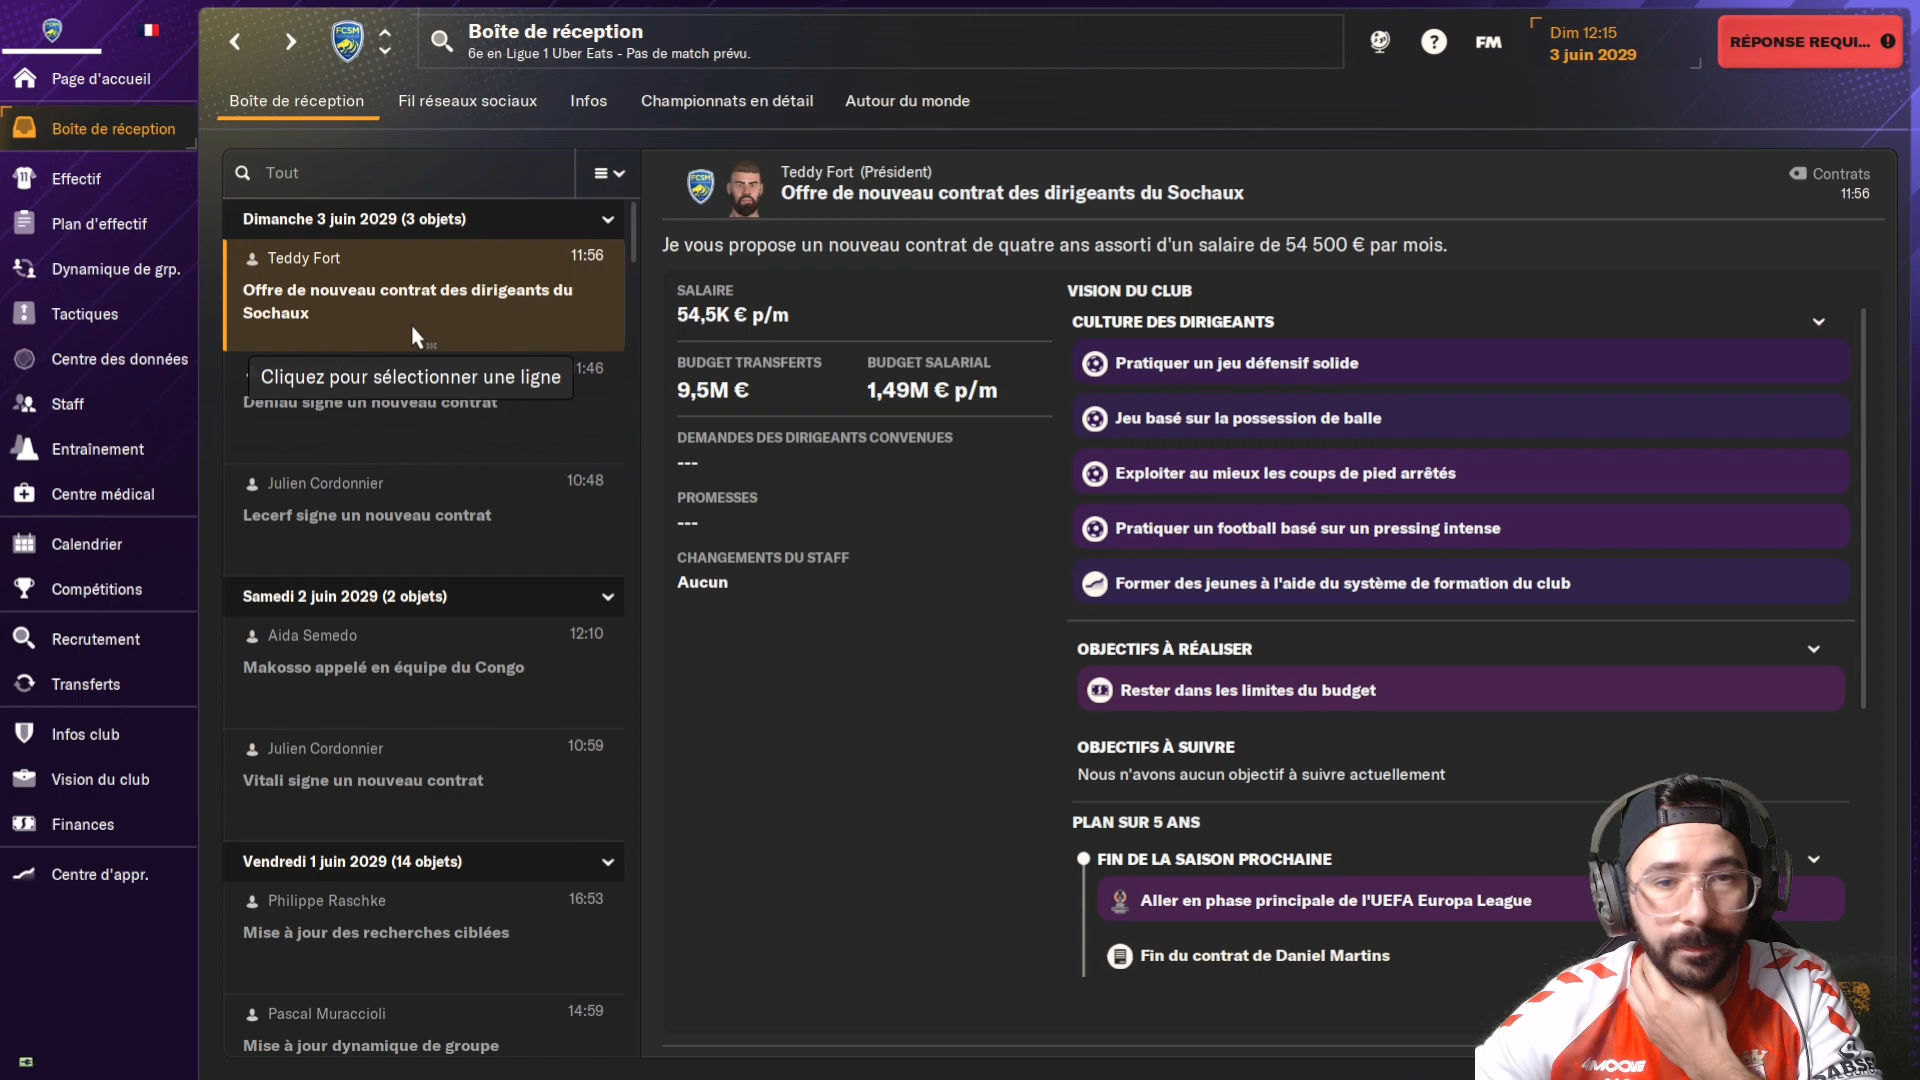 Boîte de réception
6e en Ligue 1 Uber Eats - Pas de match prévu.
FM
Dim 12:15
3 juin 2029
RÉPONSE REQUI...
Page d'accueil
Boîte de réception
Effectif
Plan d'effectif
Dynamique de grp.
Tactiques
Centre des données
Staff
Entraînement
Centre médical
Calendrier
Compétitions
Recrutement
Transferts
Infos club
Vision du club
Finances
Centre d'appr.
Boîte de réception
Fil réseaux sociaux
Infos
Championnats en détail
Autour du monde
Tout
Dimanche 3 juin 2029 (3 objets)
Teddy Fort
11:56
Offre de nouveau contrat des dirigeants du
Sochaux
Cliquez pour sélectionner une ligne
1:46
Deniau signe un nouveau contrat
Julien Cordonnier
10:48
Lecerf signe un nouveau contrat
Samedi 2 juin 2029 (2 objets)
Aida Semedo
12:10
Makosso appelé en équipe du Congo
Julien Cordonnier
10:59
Vitali signe un nouveau contrat
Vendredi 1 juin 2029 (14 objets)
Philippe Raschke
16:53
Mise à jour des recherches ciblées
Pascal Muraccioli
14:59
Mise à jour dynamique de groupe
Teddy Fort (Président)
Offre de nouveau contrat des dirigeants du Sochaux
Contrats
11:56
Je vous propose un nouveau contrat de quatre ans assorti d'un salaire de 54 500 € par mois.
SALAIRE
54,5K € p/m
BUDGET TRANSFERTS
9,5M €
BUDGET SALARIAL
1,49M € p/m
DEMANDES DES DIRIGEANTS CONVENUES
---
PROMESSES
---
CHANGEMENTS DU STAFF
Aucun
VISION DU CLUB
CULTURE DES DIRIGEANTS
Pratiquer un jeu défensif solide
Jeu basé sur la possession de balle
Exploiter au mieux les coups de pied arrêtés
Pratiquer un football basé sur un pressing intense
Former des jeunes à l'aide du système de formation du club
OBJECTIFS À RÉALISER
Rester dans les limites du budget
OBJECTIFS À SUIVRE
Nous n'avons aucun objectif à suivre actuellement
PLAN SUR 5 ANS
FIN DE LA SAISON PROCHAINE
Aller en phase principale de l'UEFA Europa League
Fin du contrat de Daniel Martins